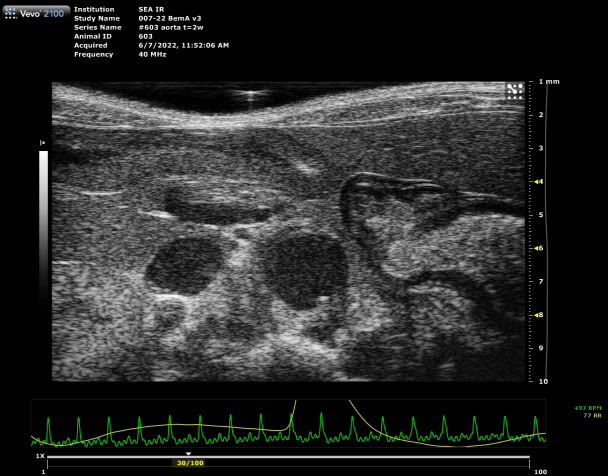 Vevo 2100
Institution SEA IR
Study Name 007-22 BemA v3
Series Name #603 aorta t=2w
Animal ID 603
Acquired 6/7/2022, 11:52:06 AM
Frequency 40 MHz
1 mm
2
3
4
5
6
7
8
9
10
492 BPM
77 RR
1X
30/100
1
100